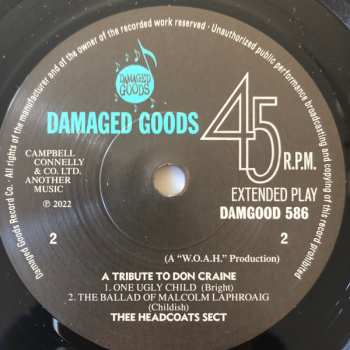 Damaged Goods Record Co. All rights of the manufacturer and of the owner of the recorded work reserved - Unauthorised public performance broadcasting and copying of this record prohibited
DAMAGED
GOODS
DAMAGED GOODS
45
R.P.M.
EXTENDED PLAY
DAMGOOD 586
CAMPBELL
CONNELLY
& CO. LTD.
ANOTHER
MUSIC
℗ 2022
2
2
(A "W.O.A.H." Production)
A TRIBUTE TO DON CRAINE
1. ONE UGLY CHILD (Bright)
2. THE BALLAD OF MALCOLM LAPHROAIG
(Childish)
THEE HEADCOATS SECT